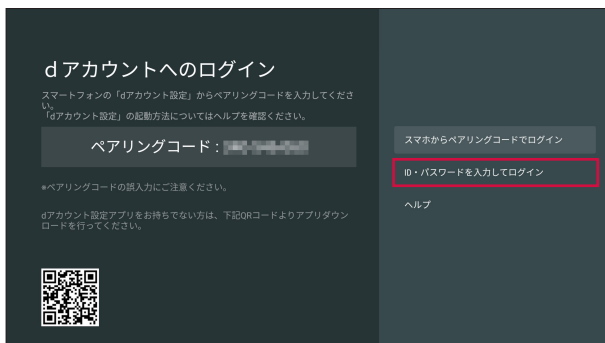 dアカウントへのログイン
スマートフォンの「dアカウント設定」からペアリングコードを入力してくださ
い。
「dアカウント設定」の起動方法についてはヘルプを確認ください。
ペアリングコード :
※ペアリングコードの誤入力にご注意ください。
dアカウント設定アプリをお持ちでない方は、下記QRコードよりアプリダウン
ロードを行ってください。
スマホからペアリングコードでログイン
ID・パスワードを入力してログイン
ヘルプ